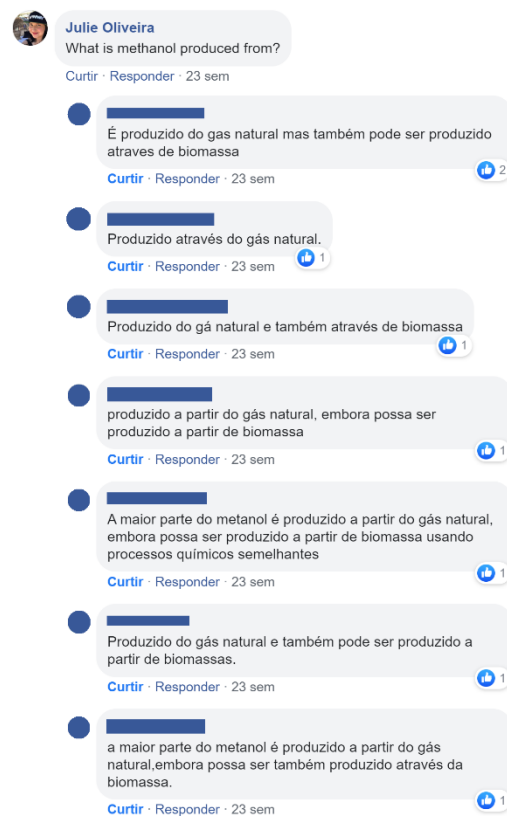 Julie Oliveira
What is methanol produced from?
Curtir · Responder · 23 sem
É produzido do gas natural mas também pode ser produzido
atraves de biomassa
2
Curtir · Responder · 23 sem
Produzido através do gás natural.
1
Curtir · Responder · 23 sem
Produzido do gá natural e também através de biomassa
1
Curtir · Responder · 23 sem
produzido a partir do gás natural, embora possa ser
produzido a partir de biomassa
1
Curtir · Responder · 23 sem
A maior parte do metanol é produzido a partir do gás natural,
embora possa ser produzido a partir de biomassa usando
processos químicos semelhantes
1
Curtir · Responder · 23 sem
Produzido do gás natural e também pode ser produzido a
partir de biomassas.
1
Curtir · Responder · 23 sem
a maior parte do metanol é produzido a partir do gás
natural,embora possa ser também produzido através da
biomassa.
1
Curtir · Responder · 23 sem